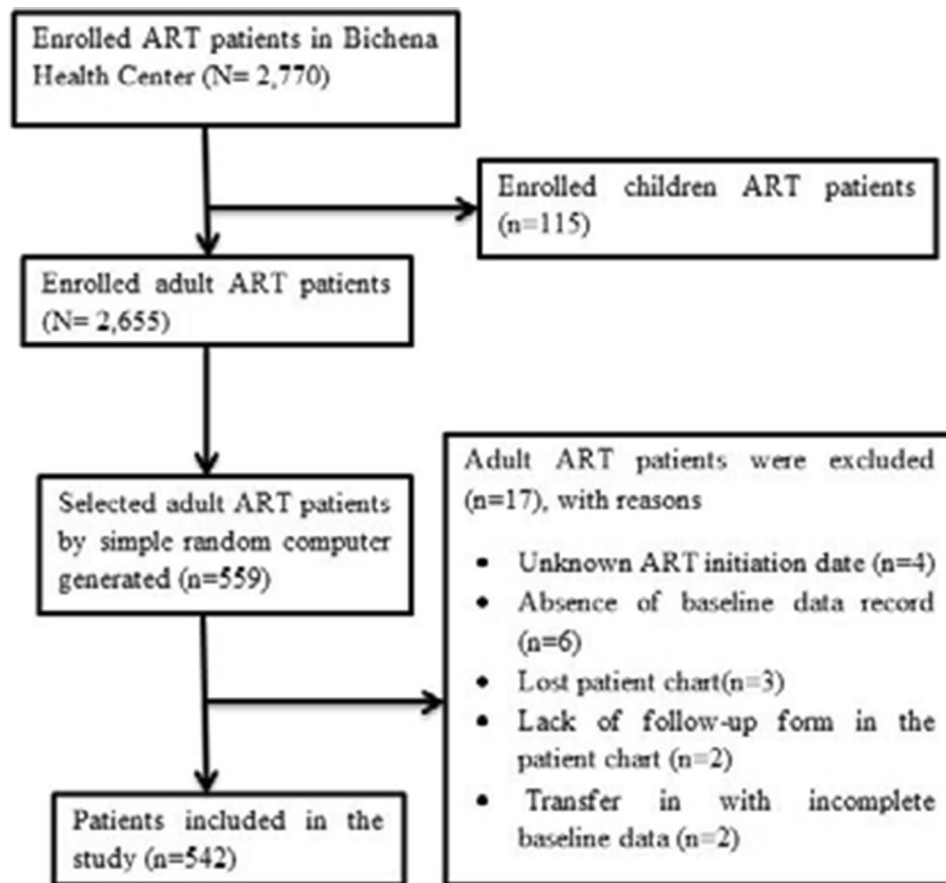 Enrolled ART patients in Bichena
Health Center (N= 2,770)
Enrolled children ART patients
(n=115)
Enrolled adult ART patients
(N= 2,655)
Selected adult ART patients
by simple random computer
generated (n=559)
Adult ART patients were excluded
(n=17), with reasons
• Unknown ART initiation date (n=4)
• Absence of baseline data record
(n=6)
• Lost patient chart(n=3)
• Lack of follow-up form in the
patient chart (n=2)
• Transfer in with incomplete
baseline data (n=2)
Patients included in the
study (n=542)